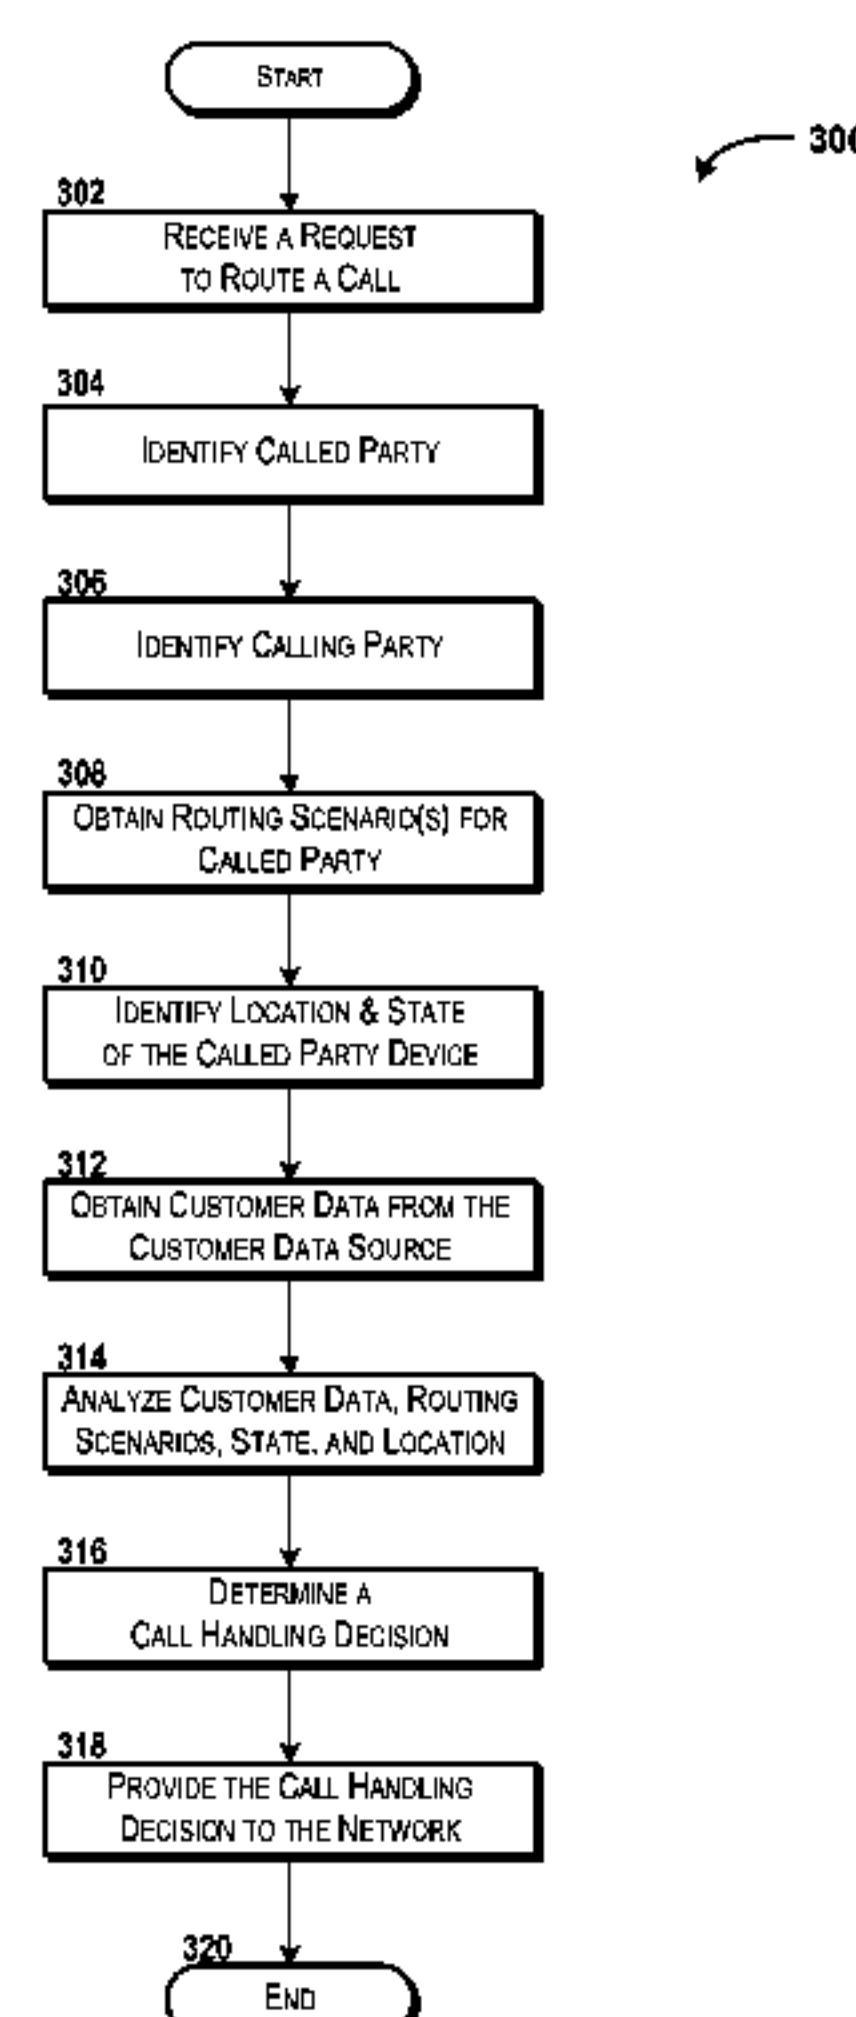 START
300
302
RECEIVE A REQUEST
TO ROUTE A CALL
304
IDENTIFY CALLED PARTY
306
IDENTIFY CALLING PARTY
308
OBTAIN ROUTING SCENARIO(S) FOR
CALLED PARTY
310
IDENTIFY LOCATION & STATE
OF THE CALLED PARTY DEVICE
312
OBTAIN CUSTOMER DATA FROM THE
CUSTOMER DATA SOURCE
314
ANALYZE CUSTOMER DATA, ROUTING
SCENARIOS, STATE, AND LOCATION
316
DETERMINE A
CALL HANDLING DECISION
318
PROVIDE THE CALL HANDLING
DECISION TO THE NETWORK
320
END